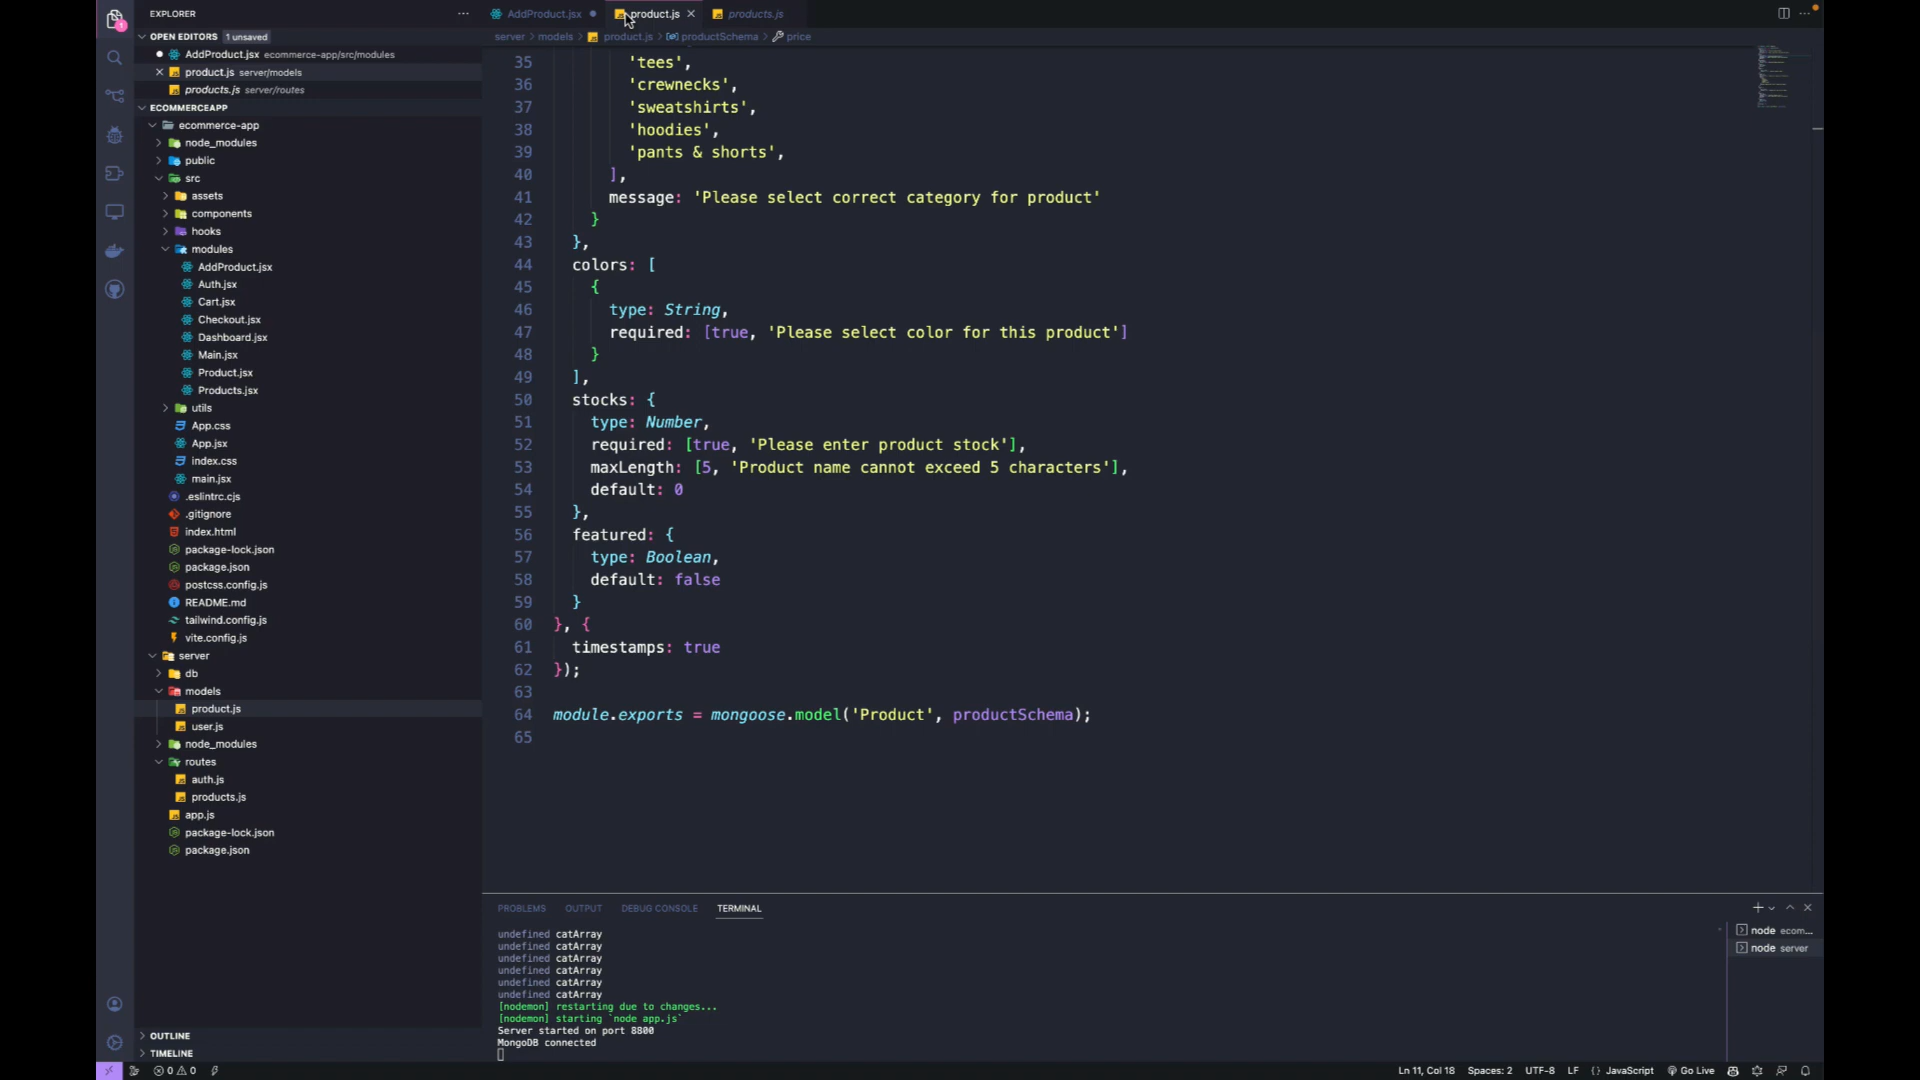 EXPLORER
OPEN EDITORS 1 unsaved
AddProduct.jsx ecommerce-app/src/modules
product.js server/models
products.js server/routes
ECOMMERCEAPP
ecommerce-app
node_modules
public
src
assets
components
hooks
modules
AddProduct.jsx
Auth.jsx
Cart.jsx
Checkout.jsx
Dashboard.jsx
Main.jsx
Product.jsx
Products.jsx
utils
App.css
App.jsx
index.css
main.jsx
.eslintrc.cjs
.gitignore
index.html
package-lock.json
package.json
postcss.config.js
README.md
tailwind.config.js
vite.config.js
server
db
models
product.js
user.js
node_modules
routes
auth.js
products.js
app.js
package-lock.json
package.json
OUTLINE
TIMELINE
AddProduct.jsx product.js products.js
server > models > product.js > productSchema > price
35 'tees',
36 'crewnecks',
37 'sweatshirts',
38 'hoodies',
39 'pants & shorts',
40 ],
41 message: 'Please select correct category for product'
42 }
43 },
44 colors: [
45 {
46 type: String,
47 required: [true, 'Please select color for this product']
48 }
49 ],
50 stocks: {
51 type: Number,
52 required: [true, 'Please enter product stock'],
53 maxLength: [5, 'Product name cannot exceed 5 characters'],
54 default: 0
55 },
56 featured: {
57 type: Boolean,
58 default: false
59 }
60 }, {
61 timestamps: true
62 });
63
64 module.exports = mongoose.model('Product', productSchema);
65
PROBLEMS OUTPUT DEBUG CONSOLE TERMINAL
undefined catArray
undefined catArray
undefined catArray
undefined catArray
undefined catArray
undefined catArray
[nodemon] restarting due to changes...
[nodemon] starting `node app.js`
Server started on port 8800
MongoDB connected
node ecom...
node server
0 0
Ln 11, Col 18 Spaces: 2 UTF-8 LF {} JavaScript Go Live